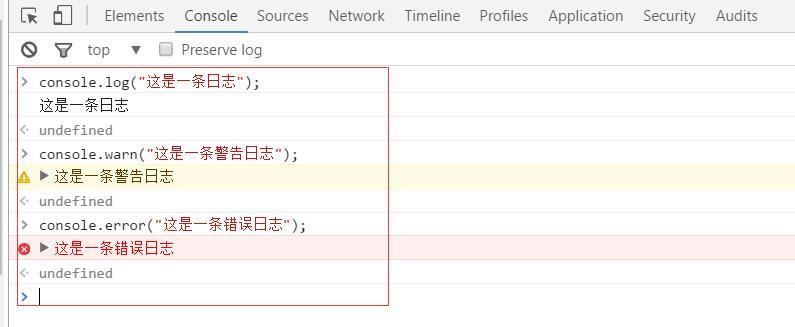 Elements Console Sources Network Timeline Profiles Application Security Audits
top Preserve log
console.log("这是一条日志");
这是一条日志
undefined
console.warn("这是一条警告日志");
这是一条警告日志
undefined
console.error("这是一条错误日志");
这是一条错误日志
undefined